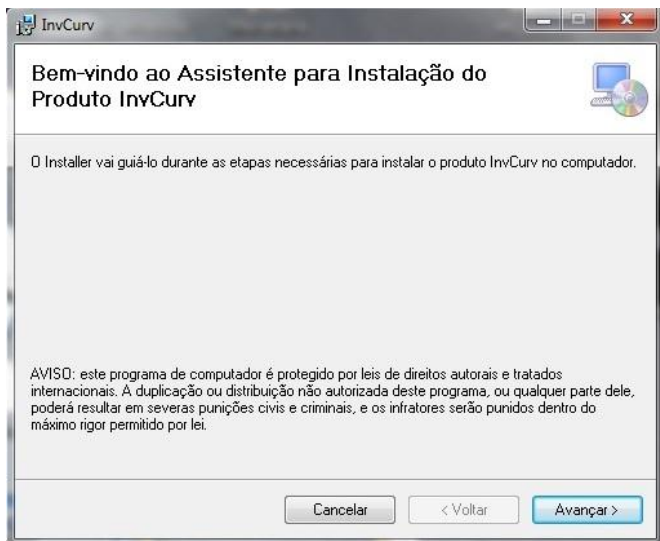 InvCurv
Bem-vindo ao Assistente para Instalação do
Produto InvCurv
O Installer vai guiá-lo durante as etapas necessárias para instalar o produto InvCurv no computador.
AVISO: este programa de computador é protegido por leis de direitos autorais e tratados
internacionais. A duplicação ou distribuição não autorizada deste programa, ou qualquer parte dele,
poderá resultar em severas punições civis e criminais, e os infratores serão punidos dentro do
máximo rigor permitido por lei.
Cancelar < Voltar Avançar >